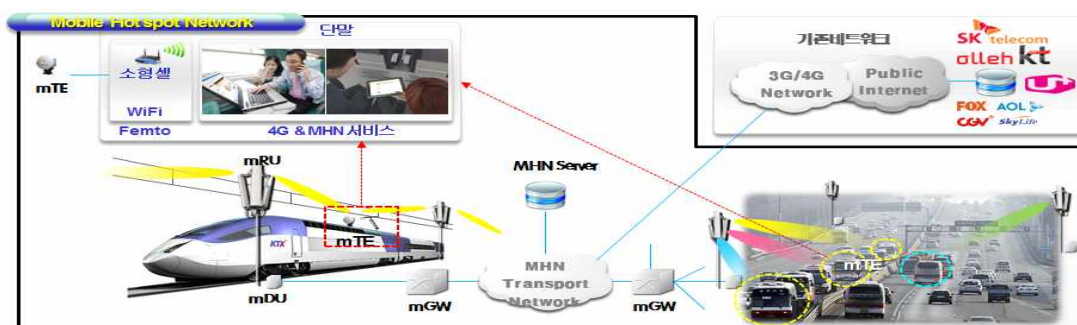 Mobile Hot spot Network
단말
mTE
소형셀
WiFi
Femto
4G & MHN 서비스
기존네트워크
3G/4G
Network
Public
Internet
SK telecom
olleh kt
U+
FOX
AOL
CGV
SkyLife
mRU
MHN Server
KTX
mTE
mDU
mGW
MHN
Transport
Network
mGW
mTE